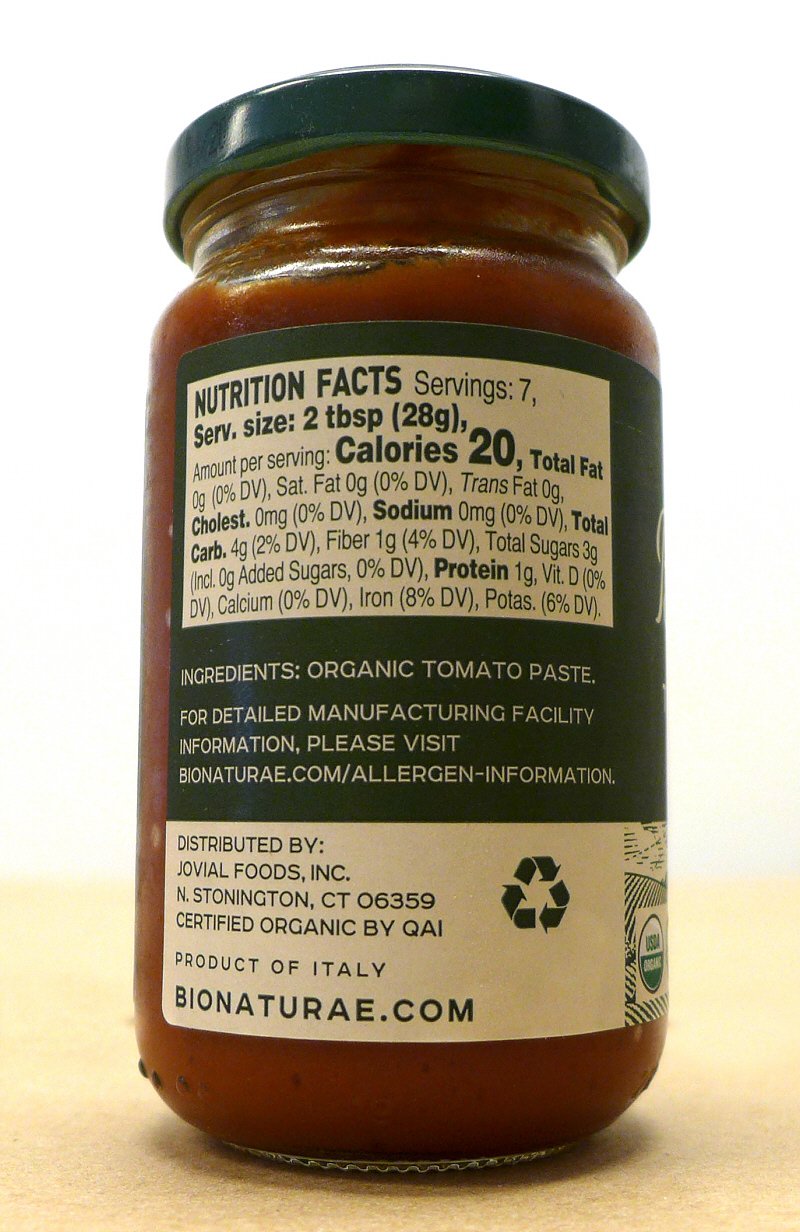 NUTRITION FACTS Servings: 7,
Serv. size: 2 tbsp (28g),
Amount per serving: Calories 20, Total Fat
0g (0% DV), Sat. Fat 0g (0% DV), Trans Fat 0g,
Cholest. 0mg (0% DV), Sodium 0mg (0% DV), Total
Carb. 4g (2% DV), Fiber 1g (4% DV), Total Sugars 3g
(Incl. 0g Added Sugars, 0% DV), Protein 1g, Vit. D (0%
DV), Calcium (0% DV), Iron (8% DV), Potas. (6% DV).
INGREDIENTS: ORGANIC TOMATO PASTE.
FOR DETAILED MANUFACTURING FACILITY
INFORMATION, PLEASE VISIT
BIONATURAE.COM/ALLERGEN-INFORMATION.
DISTRIBUTED BY:
JOVIAL FOODS, INC.
N. STONINGTON, CT 06359
CERTIFIED ORGANIC BY QAI
PRODUCT OF ITALY
BIONATURAE.COM
USDA
ORGANIC